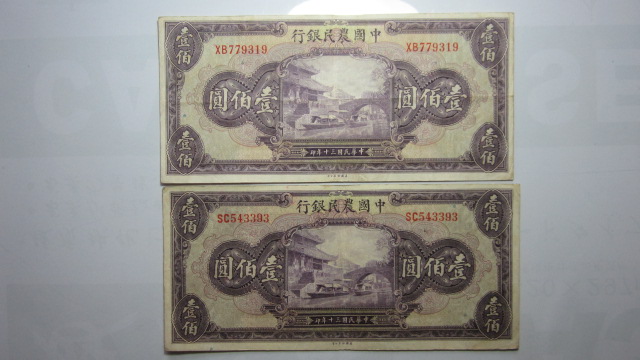 中國農民銀行
XB779319 XB779319
壹佰 壹佰
壹佰圓 壹佰圓
壹佰 壹佰
中華民國三十年印
中國農民銀行
SC543393 SC543393
壹佰 壹佰
壹佰圓 壹佰圓
壹佰 壹佰
中華民國三十年印